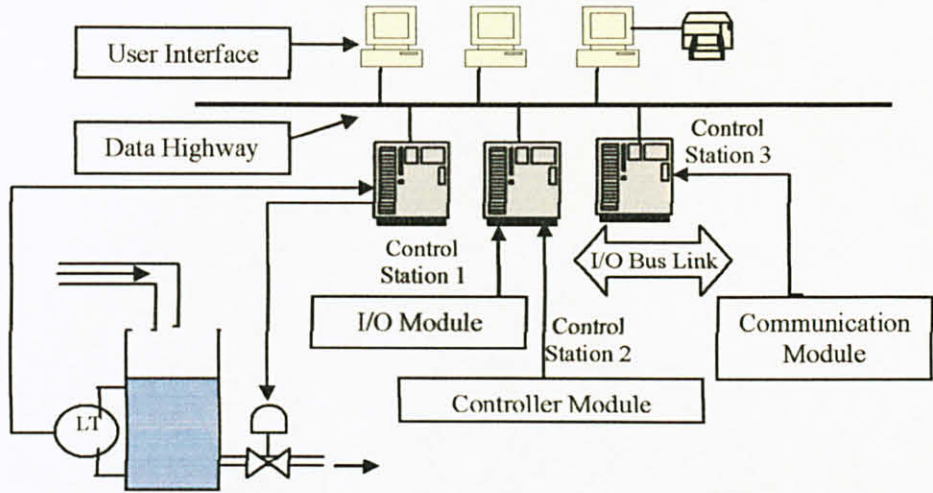 User Interface
Data Highway
Control
Station 3
Control
Station 1
I/O Bus Link
I/O Module
Control
Station 2
Communication
Module
Controller Module
LT